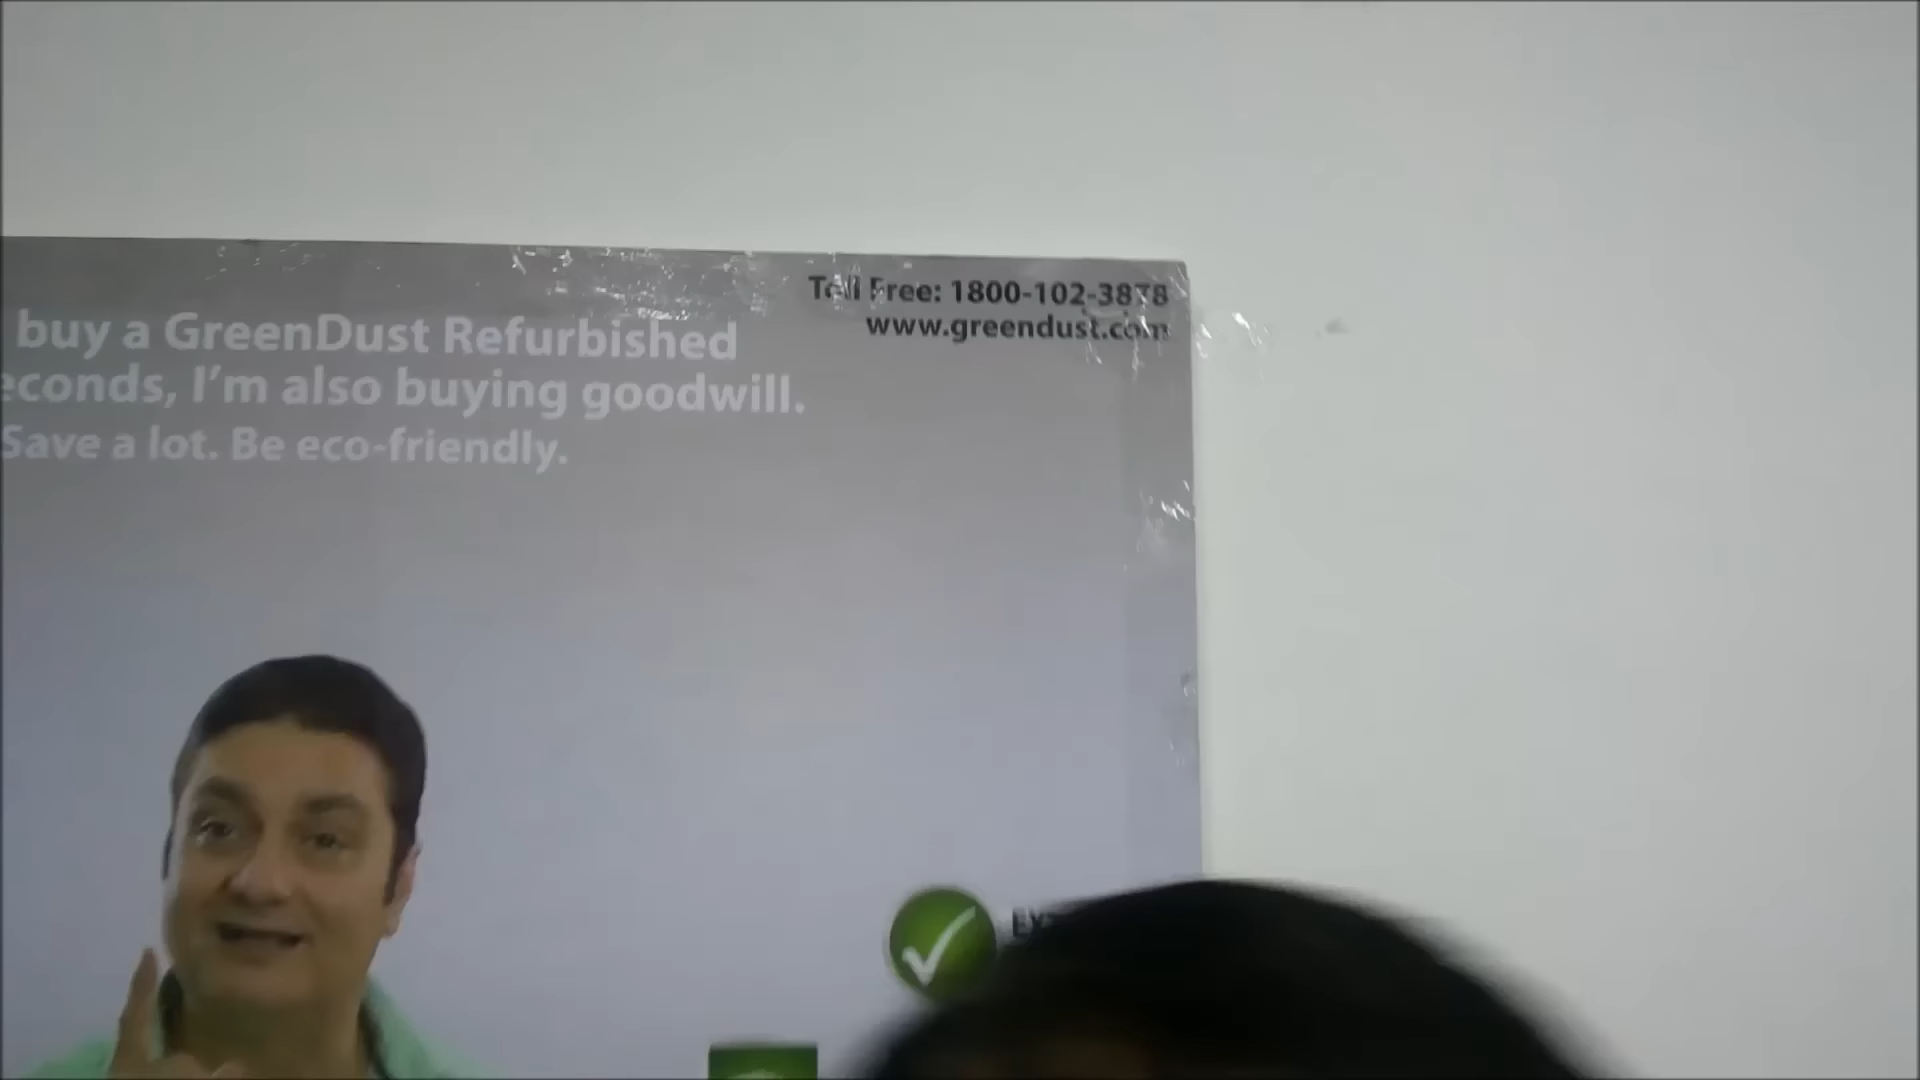 Toll Free: 1800-102-3878
www.greendust.com
buy a GreenDust Refurbished
econds, I'm also buying goodwill.
Save a lot. Be eco-friendly.